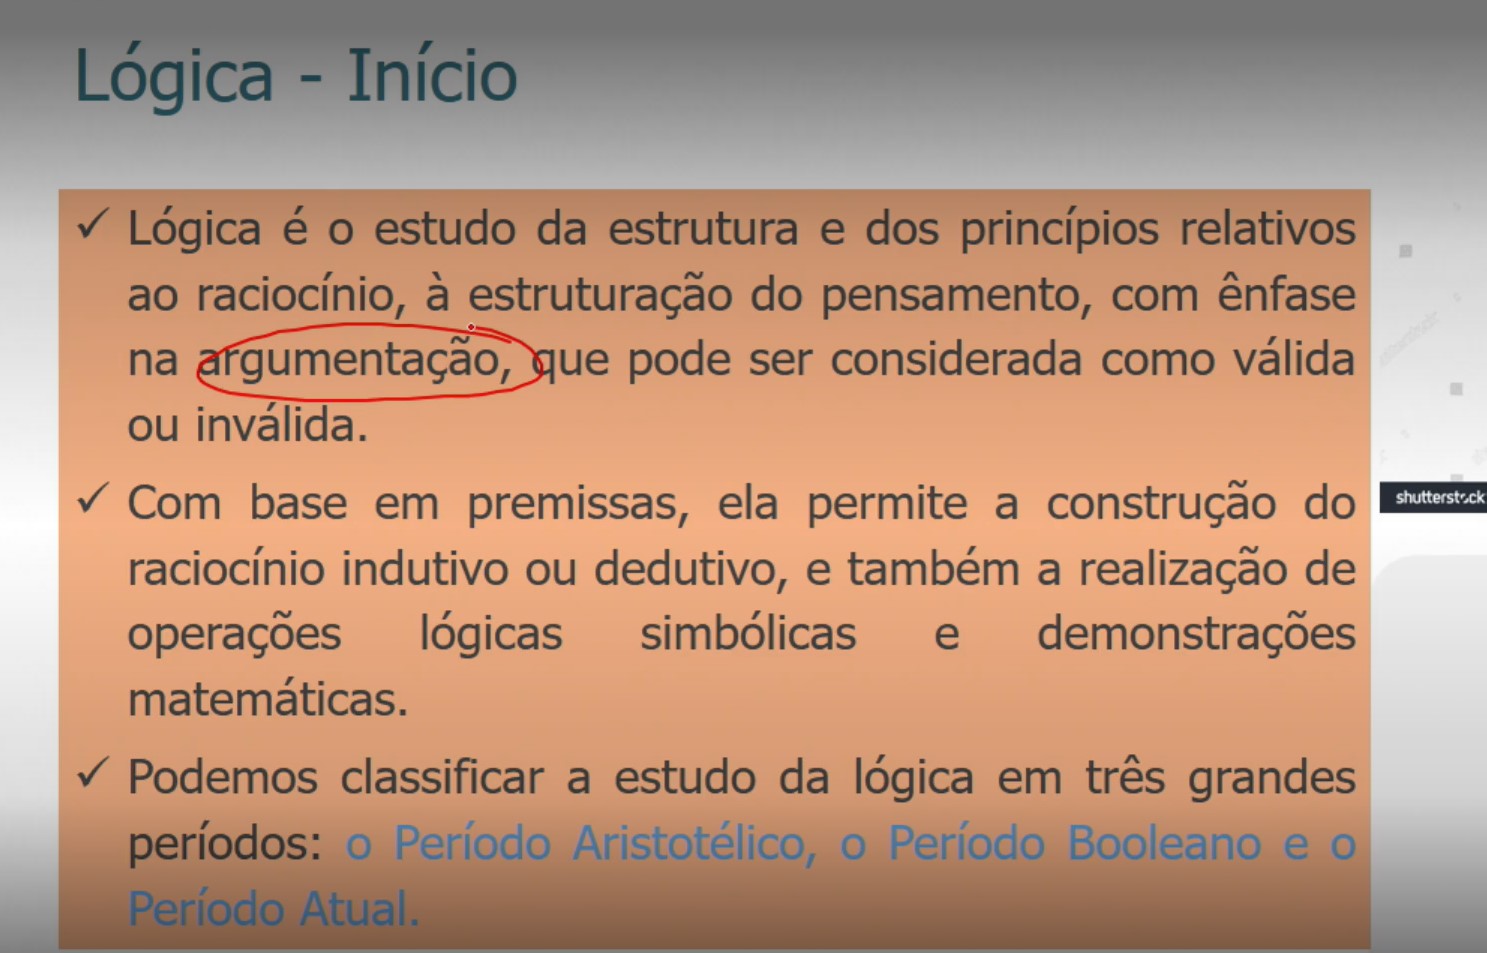 Lógica - Início
✓ Lógica é o estudo da estrutura e dos princípios relativos
ao raciocínio, à estruturação do pensamento, com ênfase
na argumentação, que pode ser considerada como válida
ou inválida.
✓ Com base em premissas, ela permite a construção do
raciocínio indutivo ou dedutivo, e também a realização de
operações lógicas simbólicas e demonstrações
matemáticas.
✓ Podemos classificar a estudo da lógica em três grandes
períodos: o Período Aristotélico, o Período Booleano e o
Período Atual.
shutterstock